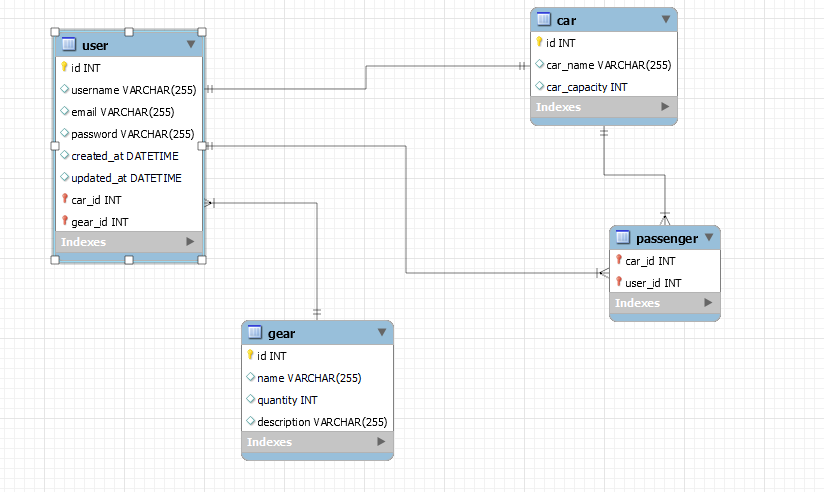 user
id INT
username VARCHAR(255)
email VARCHAR(255)
password VARCHAR(255)
created_at DATETIME
updated_at DATETIME
car_id INT
gear_id INT
Indexes
car
id INT
car_name VARCHAR(255)
car_capacity INT
Indexes
passenger
car_id INT
user_id INT
Indexes
gear
id INT
name VARCHAR(255)
quantity INT
description VARCHAR(255)
Indexes